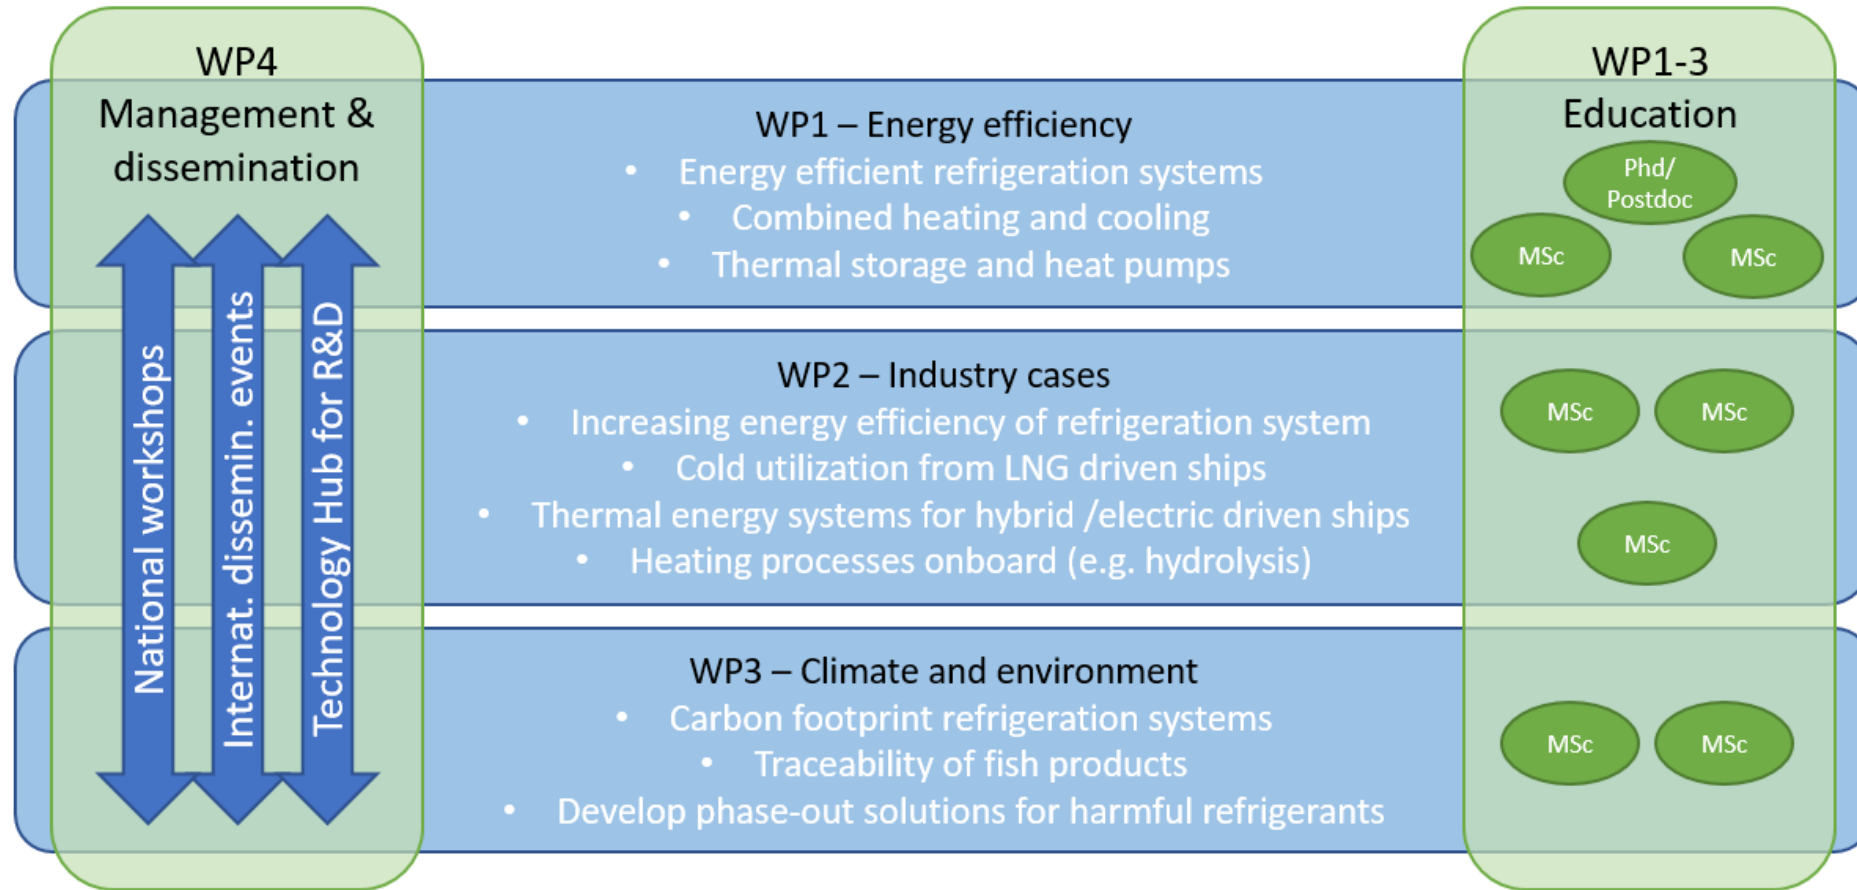 WP4
Management &
dissemination
National workshops
Internat. dissemin. events
Technology Hub for R&D
WP1 – Energy efficiency
• Energy efficient refrigeration systems
• Combined heating and cooling
• Thermal storage and heat pumps
WP2 – Industry cases
• Increasing energy efficiency of refrigeration system
• Cold utilization from LNG driven ships
• Thermal energy systems for hybrid /electric driven ships
• Heating processes onboard (e.g. hydrolysis)
WP3 – Climate and environment
• Carbon footprint refrigeration systems
• Traceability of fish products
• Develop phase-out solutions for harmful refrigerants
WP1-3
Education
Phd/
Postdoc
MSc
MSc
MSc
MSc
MSc
MSc
MSc